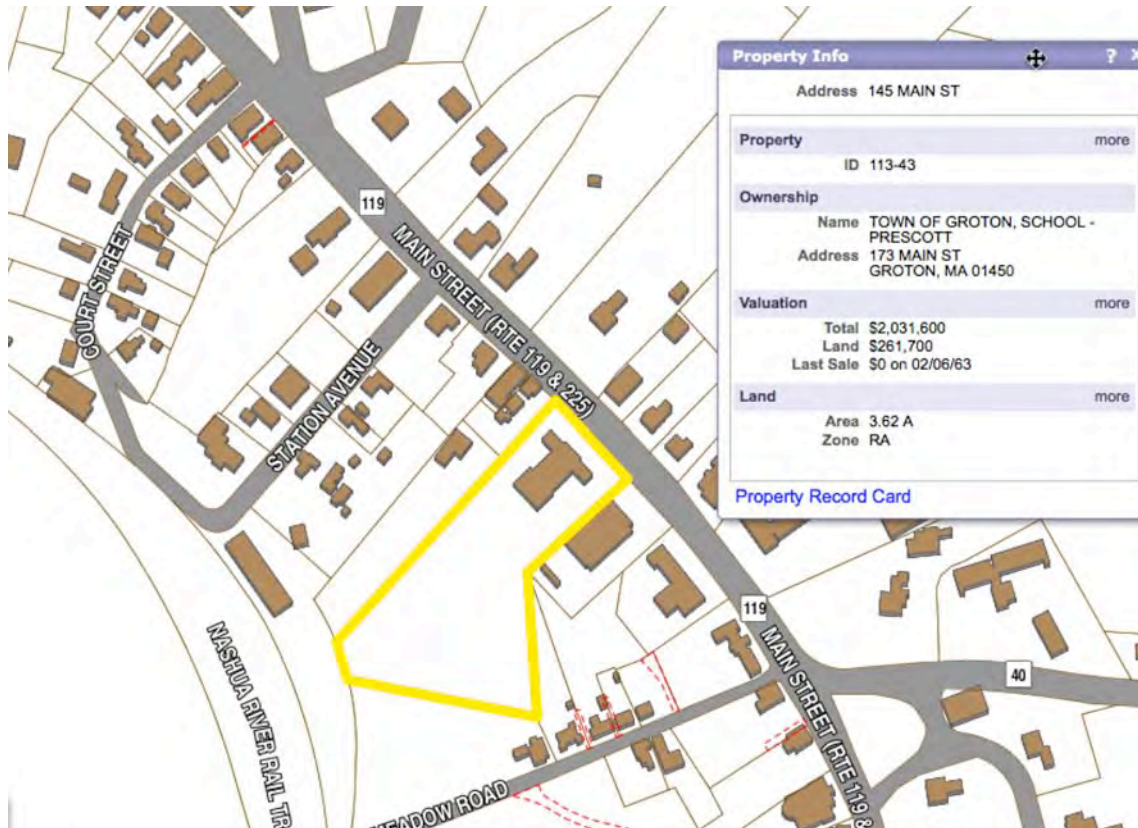 Property Info ? ×
Address 145 MAIN ST
Property more
ID 113-43
Ownership
Name TOWN OF GROTON, SCHOOL -
PRESCOTT
Address 173 MAIN ST
GROTON, MA 01450
Valuation more
Total $2,031,600
Land $261,700
Last Sale $0 on 02/06/63
Land more
Area 3.62 A
Zone RA
Property Record Card
119
MAIN STREET (RTE 119 & 225)
COURT STREET
STATION AVENUE
NASHUA RIVER RAIL TR
119
MAIN STREET (RTE 119 &
40
MEADOW ROAD